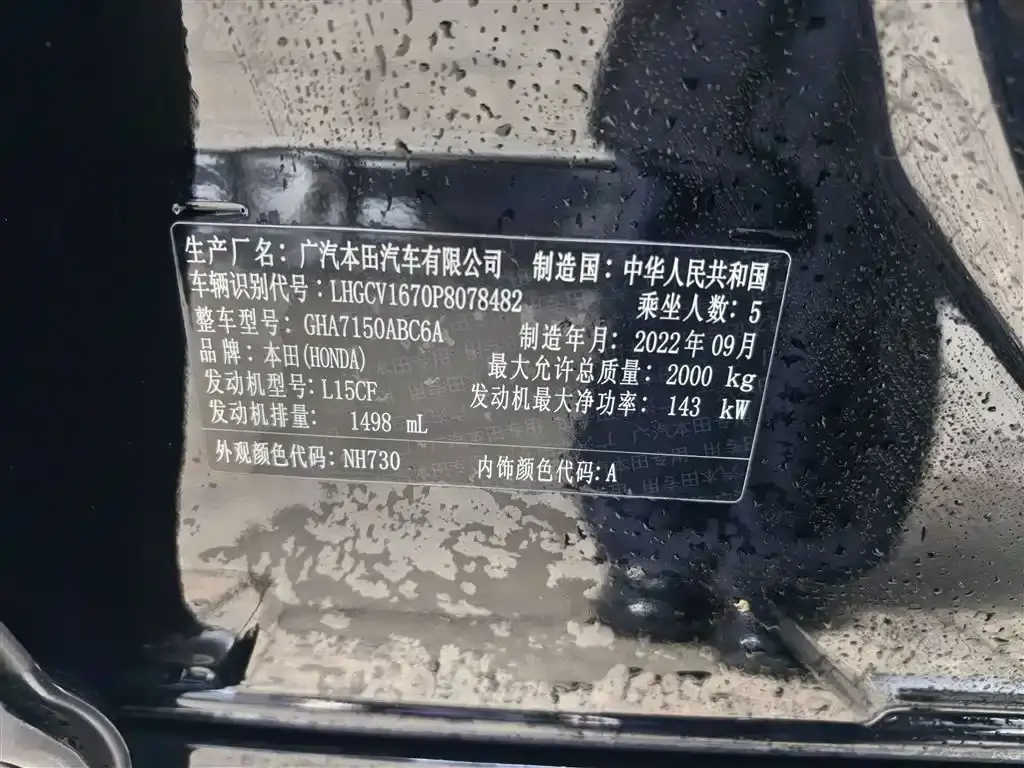 生产厂名：广汽本田汽车有限公司 制造国：中华人民共和国
车辆识别代号：LHGCV1670P8078482 乘坐人数：5
整车型号：GHA7150ABC6A 制造年月：2022年09月
品牌：本田(HONDA) 最大允许总质量：2000 kg
发动机型号：L15CF 发动机最大净功率：143 kW
发动机排量：1498 mL
外观颜色代码：NH730 内饰颜色代码：A